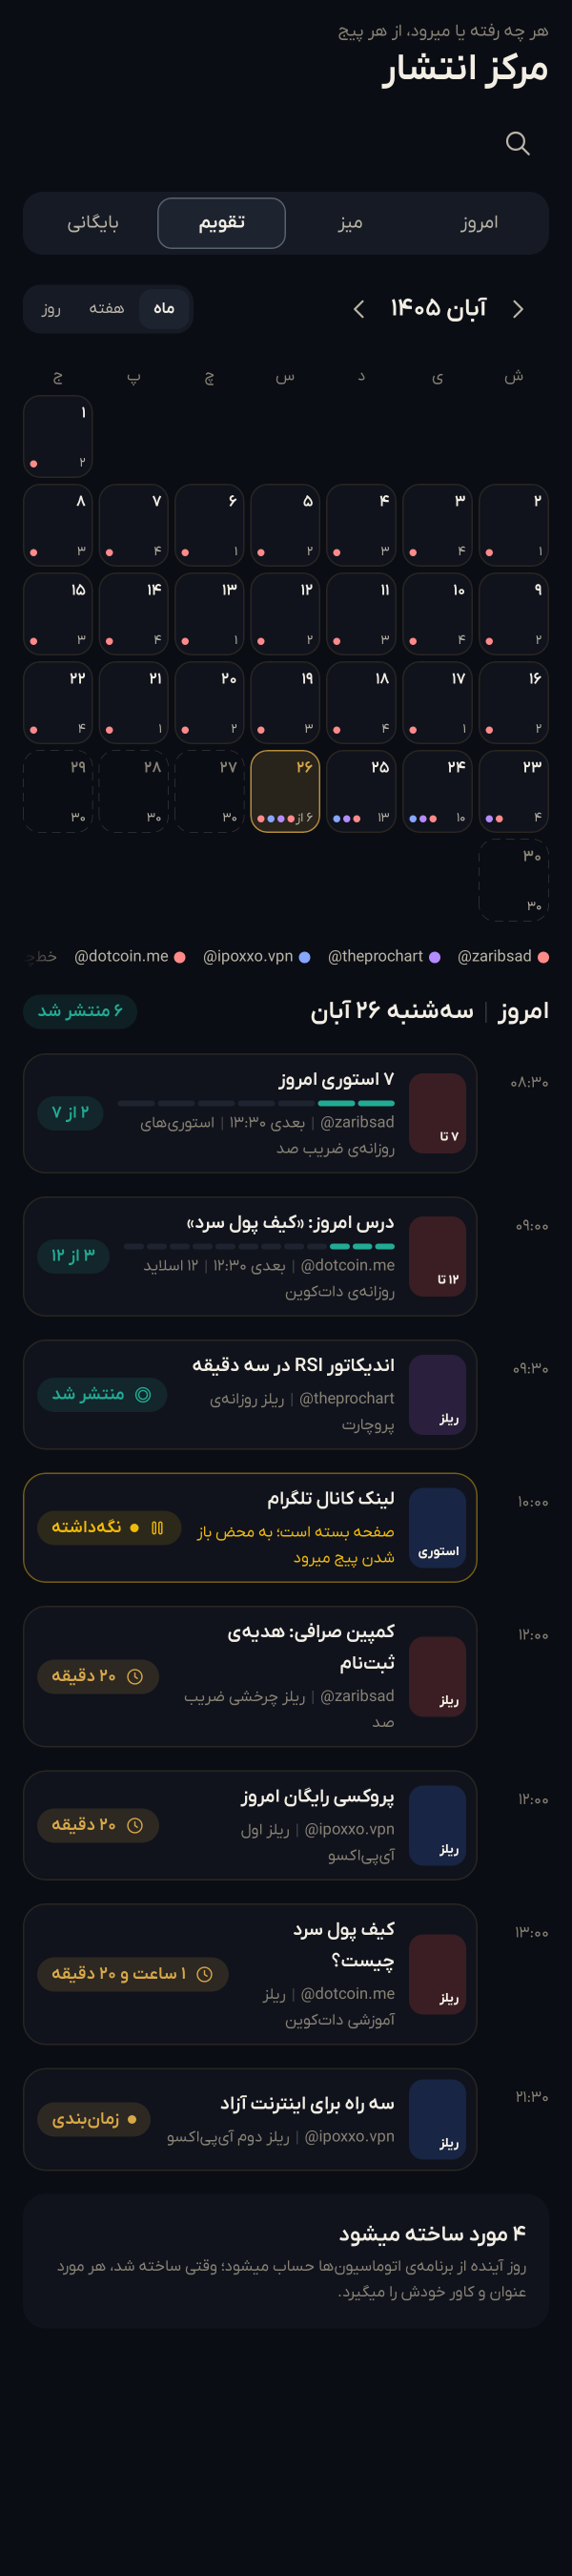 هر چه رفته یا میرود، از هر پیج
مرکز انتشار
امروز
میز
تقویم
بایگانی
آبان ۱۴۰۵
ماه
هفته
روز
ش ی د س چ پ ج
۱
۲
۲ ۳ ۴ ۵ ۶ ۷ ۸
۱ ۴ ۳ ۲ ۱ ۴ ۳
۹ ۱۰ ۱۱ ۱۲ ۱۳ ۱۴ ۱۵
۲ ۴ ۳ ۲ ۱ ۴ ۳
۱۶ ۱۷ ۱۸ ۱۹ ۲۰ ۲۱ ۲۲
۲ ۱ ۴ ۳ ۲ ۱ ۴
۲۳ ۲۴ ۲۵ ۲۶ ۲۷ ۲۸ ۲۹
۴ ۱۰ ۱۳ ۶ از ۳۰ ۳۰ ۳۰
۳۰
۳۰
@zaribsad @theprochart @ipoxxo.vpn @dotcoin.me
امروز | سه‌شنبه ۲۶ آبان
۶ منتشر شد
۰۸:۳۰
۷ تا
۷ استوری امروز
@zaribsad | بعدی ۱۳:۳۰ | استوری‌های
روزانه‌ی ضریب صد
۲ از ۷
۰۹:۰۰
۱۲ تا
درس امروز: «کیف پول سرد»
@dotcoin.me | بعدی ۱۲:۳۰ | ۱۲ اسلاید
روزانه‌ی دات‌کوین
۳ از ۱۲
۰۹:۳۰
ریلز
اندیکاتور RSI در سه دقیقه
@theprochart | ریلز روزانه‌ی
پروچارت
منتشر شد
۱۰:۰۰
استوری
لینک کانال تلگرام
صفحه بسته است؛ به محض باز
شدن پیج میرود
نگه‌داشته
۱۲:۰۰
ریلز
کمپین صرافی: هدیه‌ی
ثبت‌نام
@zaribsad | ریلز چرخشی ضریب
صد
۲۰ دقیقه
۱۲:۰۰
ریلز
پروکسی رایگان امروز
@ipoxxo.vpn | ریلز اول
آی‌پی‌اکسو
۲۰ دقیقه
۱۳:۰۰
ریلز
کیف پول سرد
چیست؟
@dotcoin.me | ریلز
آموزشی دات‌کوین
۱ ساعت و ۲۰ دقیقه
۲۱:۳۰
ریلز
سه راه برای اینترنت آزاد
@ipoxxo.vpn | ریلز دوم آی‌پی‌اکسو
زمان‌بندی
۴ مورد ساخته میشود
روز آینده از برنامه‌ی اتوماسیون‌ها حساب میشود؛ وقتی ساخته شد، هر مورد
عنوان و کاور خودش را میگیرد.